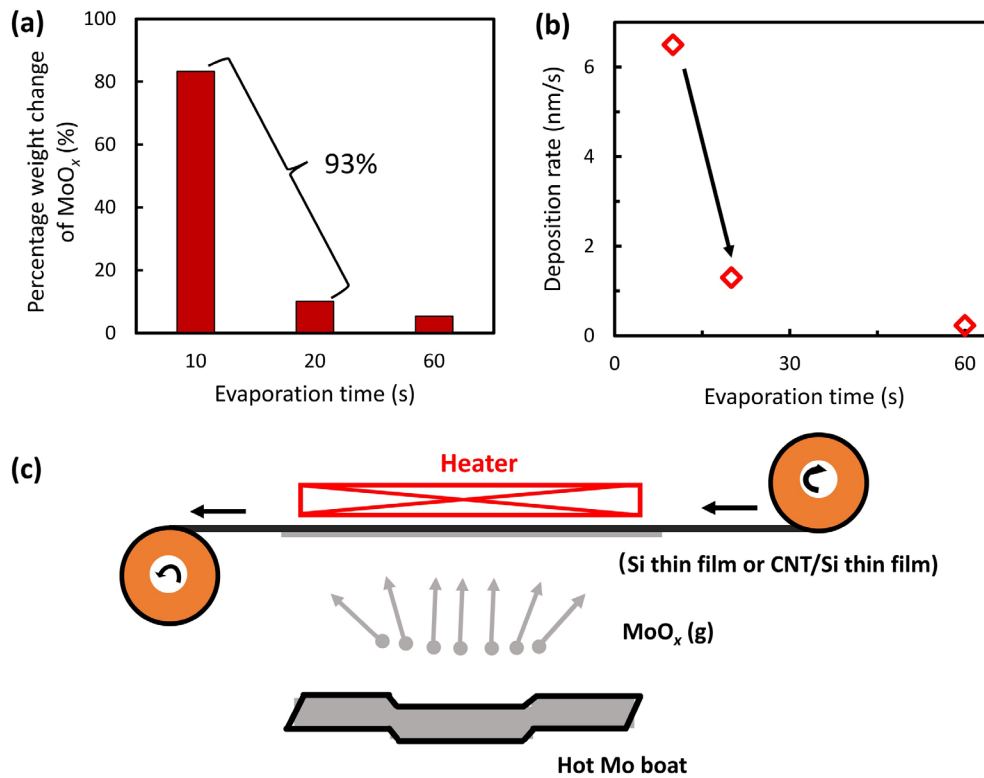 (a)
100
80
60
40
20
0
Percentage weight change
of MoOₓ (%)
93%
10 20 60
Evaporation time (s)
(b)
6
4
2
0
Deposition rate (nm/s)
0 30 60
Evaporation time (s)
(c)
Heater
(Si thin film or CNT/Si thin film)
MoOₓ (g)
Hot Mo boat